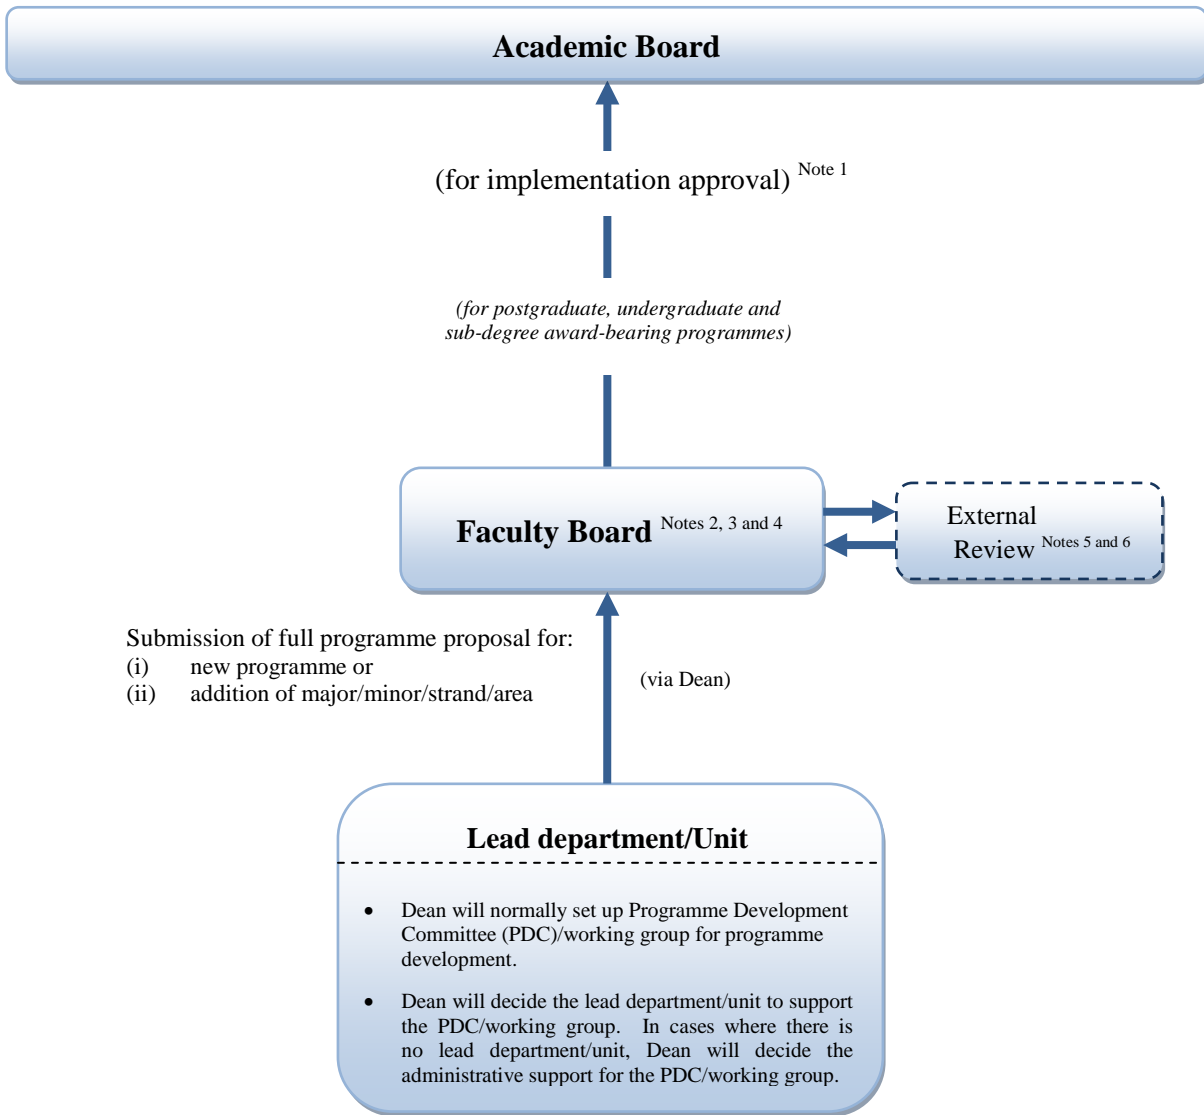 Academic Board
(for implementation approval) Note 1
(for postgraduate, undergraduate and
sub-degree award-bearing programmes)
Faculty Board Notes 2, 3 and 4
External
Review Notes 5 and 6
Submission of full programme proposal for:
(i) new programme or
(ii) addition of major/minor/strand/area
(via Dean)
Lead department/Unit
• Dean will normally set up Programme Development
Committee (PDC)/working group for programme
development.
• Dean will decide the lead department/unit to support
the PDC/working group. In cases where there is
no lead department/unit, Dean will decide the
administrative support for the PDC/working group.